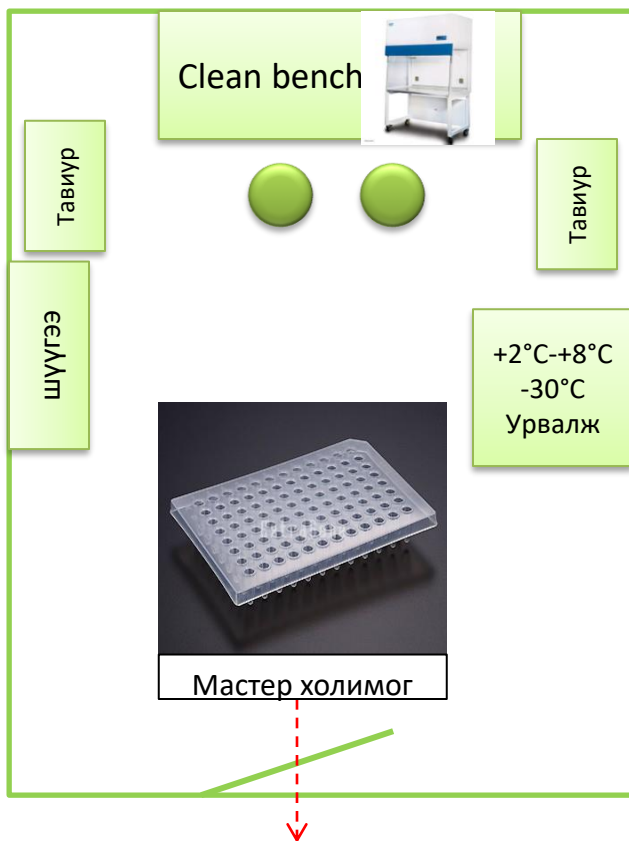 Clean bench
Тавиур
Тавиур
шүүгээ
+2°C-+8°C
-30°C
Урвалж
Мастер холимог